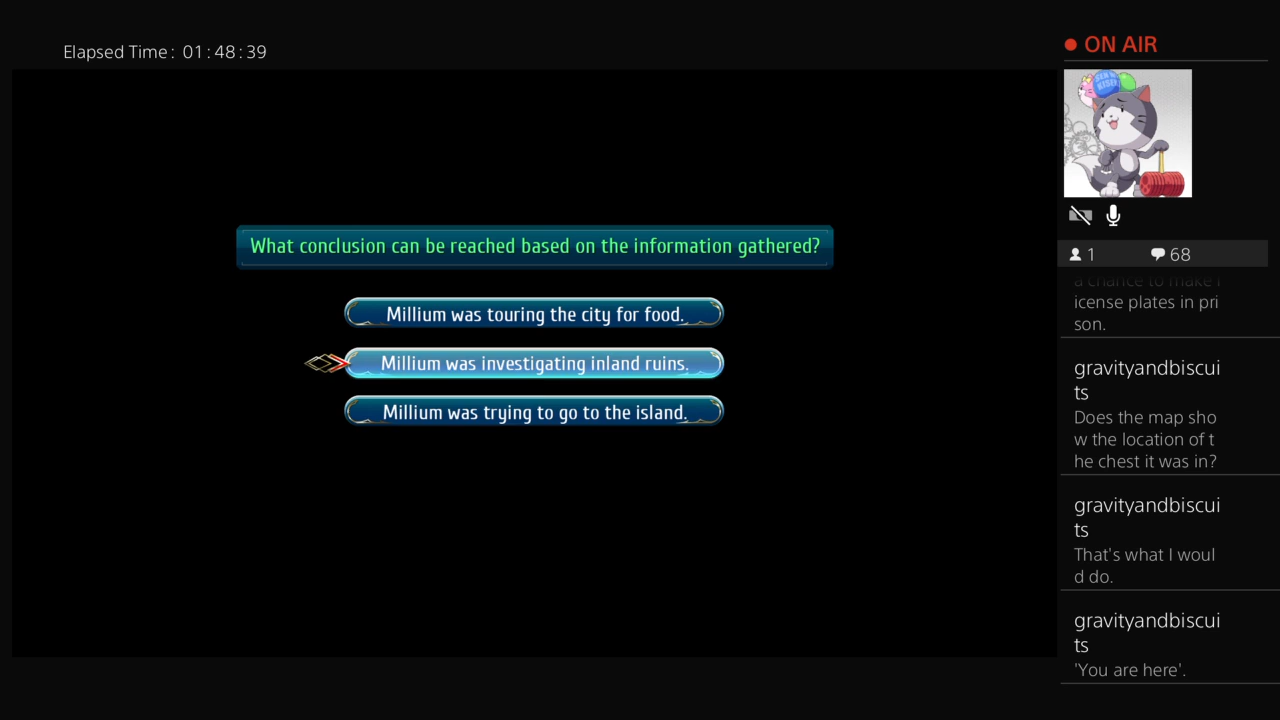 Elapsed Time: 01:48:39
ON AIR
What conclusion can be reached based on the information gathered?
Millium was touring the city for food.
Millium was investigating inland ruins.
Millium was trying to go to the island.
1
68
a chance to make l
icense plates in pri
son.
gravityandbiscui
ts
Does the map sho
w the location of t
he chest it was in?
gravityandbiscui
ts
That's what I woul
d do.
gravityandbiscui
ts
'You are here'.